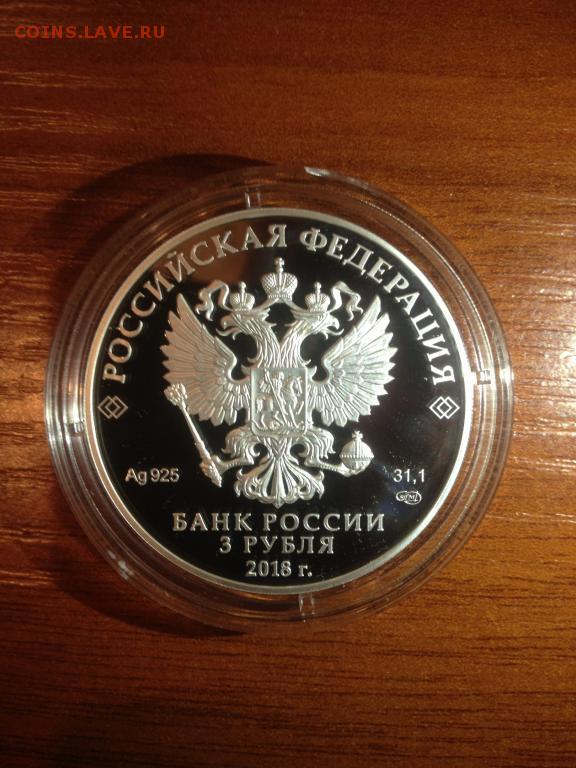 COINS.LAVE.RU
РОССИЙСКАЯ ФЕДЕРАЦИЯ
Ag 925
31,1
БАНК РОССИИ
3 РУБЛЯ
2018 г.